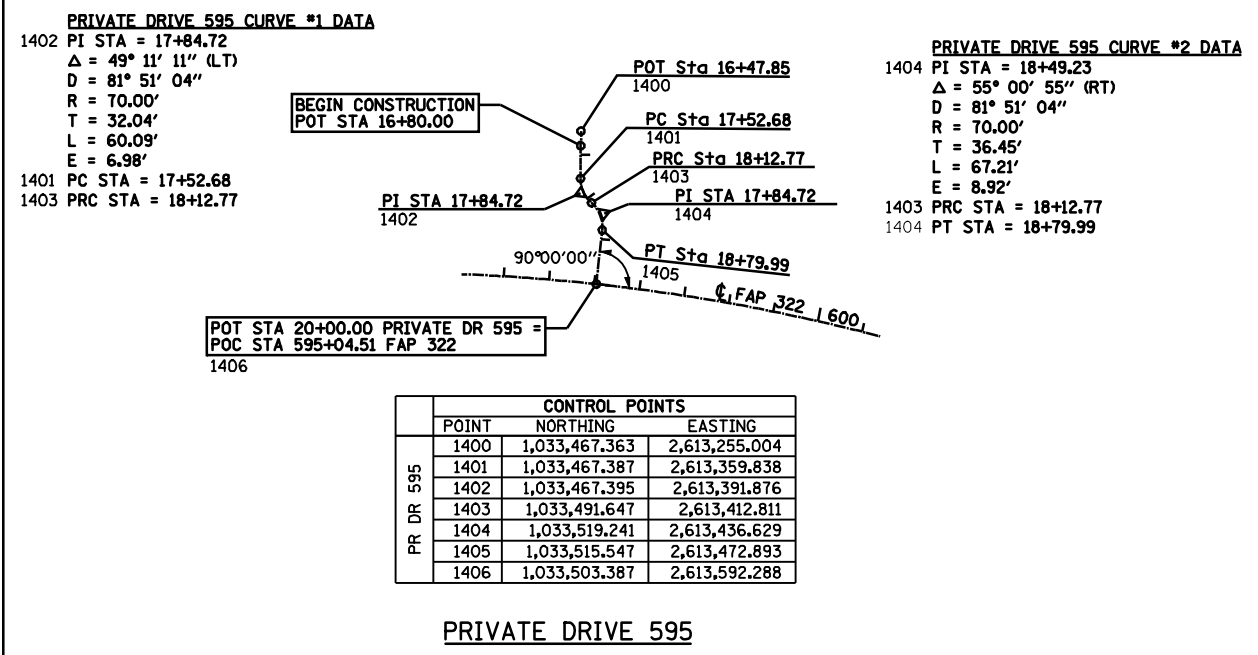 PRIVATE DRIVE 595 CURVE #1 DATA
1402 PI STA = 17+84.72
Δ = 49° 11' 11" (LT)
D = 81° 51' 04"
R = 70.00'
T = 32.04'
L = 60.09'
E = 6.98'
1401 PC STA = 17+52.68
1403 PRC STA = 18+12.77
BEGIN CONSTRUCTION
POT STA 16+80.00
POT Sta 16+47.85
1400
PC Sta 17+52.68
1401
PRC Sta 18+12.77
1403
PI STA 17+84.72
1402
PI STA 17+84.72
1404
90°00'00"
PT Sta 18+79.99
1405
℄ FAP 322
600
POT STA 20+00.00 PRIVATE DR 595 =
POC STA 595+04.51 FAP 322
1406
PRIVATE DRIVE 595 CURVE #2 DATA
1404 PI STA = 18+49.23
Δ = 55° 00' 55" (RT)
D = 81° 51' 04"
R = 70.00'
T = 36.45'
L = 67.21'
E = 8.92'
1403 PRC STA = 18+12.77
1404 PT STA = 18+79.99
CONTROL POINTS
POINT NORTHING EASTING
PR DR 595
1400 1,033,467.363 2,613,255.004
1401 1,033,467.387 2,613,359.838
1402 1,033,467.395 2,613,391.876
1403 1,033,491.647 2,613,412.811
1404 1,033,519.241 2,613,436.629
1405 1,033,515.547 2,613,472.893
1406 1,033,503.387 2,613,592.288
PRIVATE DRIVE 595